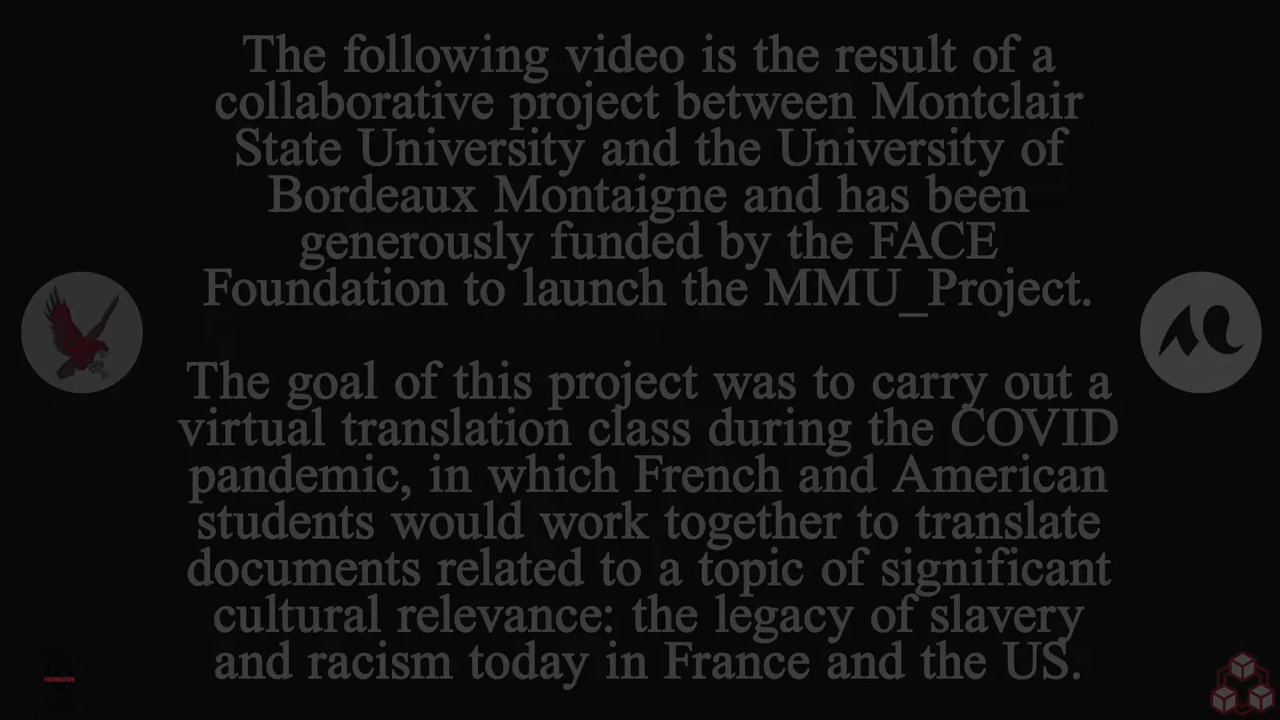 The following video is the result of a
collaborative project between Montclair
State University and the University of
Bordeaux Montaigne and has been
generously funded by the FACE
Foundation to launch the MMU_Project.
The goal of this project was to carry out a
virtual translation class during the COVID
pandemic, in which French and American
students would work together to translate
documents related to a topic of significant
cultural relevance: the legacy of slavery
and racism today in France and the US.
FOUNDATION